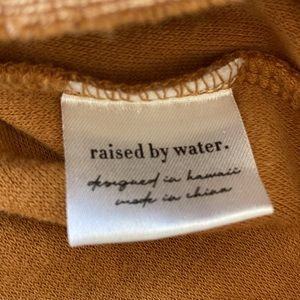 raised by water.
designed in hawaii
made in china